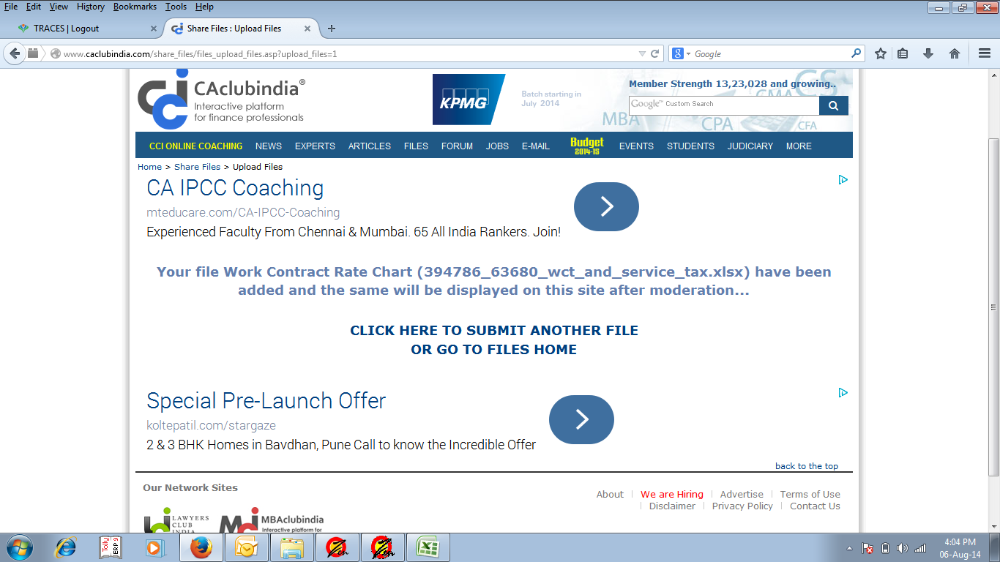 File Edit View History Bookmarks Tools Help
TRACES | Logout
Share Files : Upload Files
www.caclubindia.com/share_files/files_upload_files.asp?upload_files=1
Google
CAclubindia®
Interactive platform
for finance professionals
KPMG
Batch starting in
July 2014
Member Strength 13,23,028 and growing..
Google™ Custom Search
MBA CMA CS CPA CFA
CCI ONLINE COACHING NEWS EXPERTS ARTICLES FILES FORUM JOBS E-MAIL Budget 2014-15 EVENTS STUDENTS JUDICIARY MORE
Home > Share Files > Upload Files
CA IPCC Coaching
mteducare.com/CA-IPCC-Coaching
Experienced Faculty From Chennai & Mumbai. 65 All India Rankers. Join!
Your file Work Contract Rate Chart (394786_63680_wct_and_service_tax.xlsx) have been
added and the same will be displayed on this site after moderation...
CLICK HERE TO SUBMIT ANOTHER FILE
OR GO TO FILES HOME
Special Pre-Launch Offer
koltepatil.com/stargaze
2 & 3 BHK Homes in Bavdhan, Pune Call to know the Incredible Offer
back to the top
Our Network Sites
About | We are Hiring | Advertise | Terms of Use
| Disclaimer | Privacy Policy | Contact Us
LAWYERS
CLUB
INDIA
MBAclubindia
Interactive platform for
Tally
ERP 9
4:04 PM
06-Aug-14